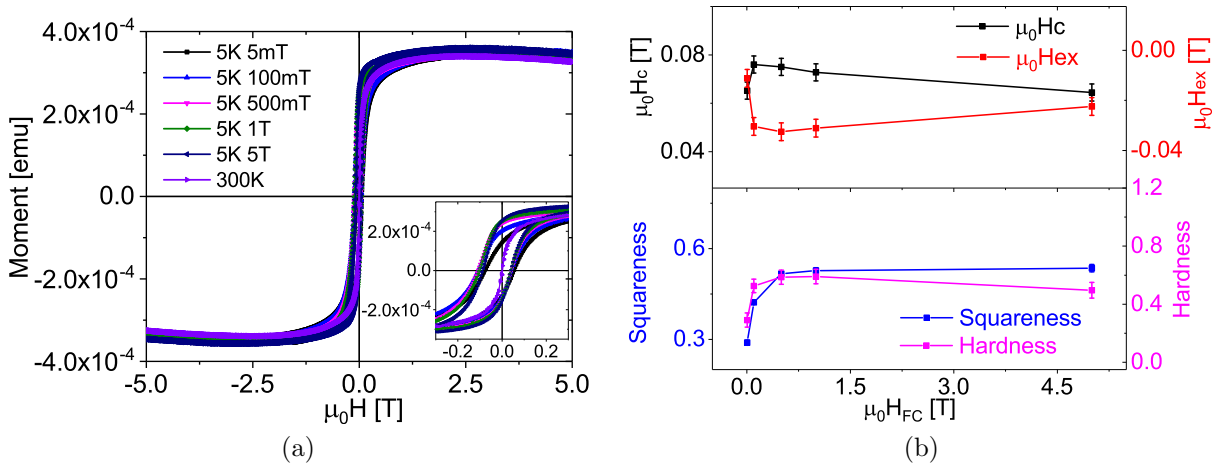 (a)
4.0x10⁻⁴
2.0x10⁻⁴
0.0
-2.0x10⁻⁴
-4.0x10⁻⁴
Moment [emu]
5K 5mT
5K 100mT
5K 500mT
5K 1T
5K 5T
300K
2.0x10⁻⁴
0.0
-2.0x10⁻⁴
-0.2 0.0 0.2
-5.0 -2.5 0.0 2.5 5.0
μ₀H [T]
(b)
μ₀Hc [T]
0.08
0.04
μ₀Hc
μ₀Hex
0.00
-0.04
μ₀Hex [T]
Squareness
0.6
0.3
Squareness
Hardness
1.2
0.8
0.4
0.0
Hardness
0.0 1.5 3.0 4.5
μ₀H_FC [T]